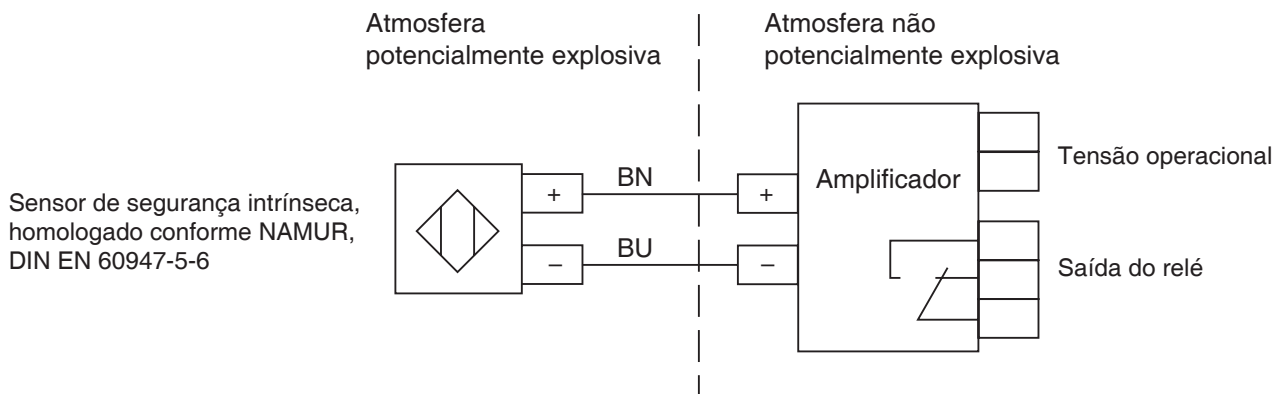 Atmosfera
potencialmente explosiva
Atmosfera não
potencialmente explosiva
Sensor de segurança intrínseca,
homologado conforme NAMUR,
DIN EN 60947-5-6
+
–
BN
BU
+
–
Amplificador
Tensão operacional
Saída do relé